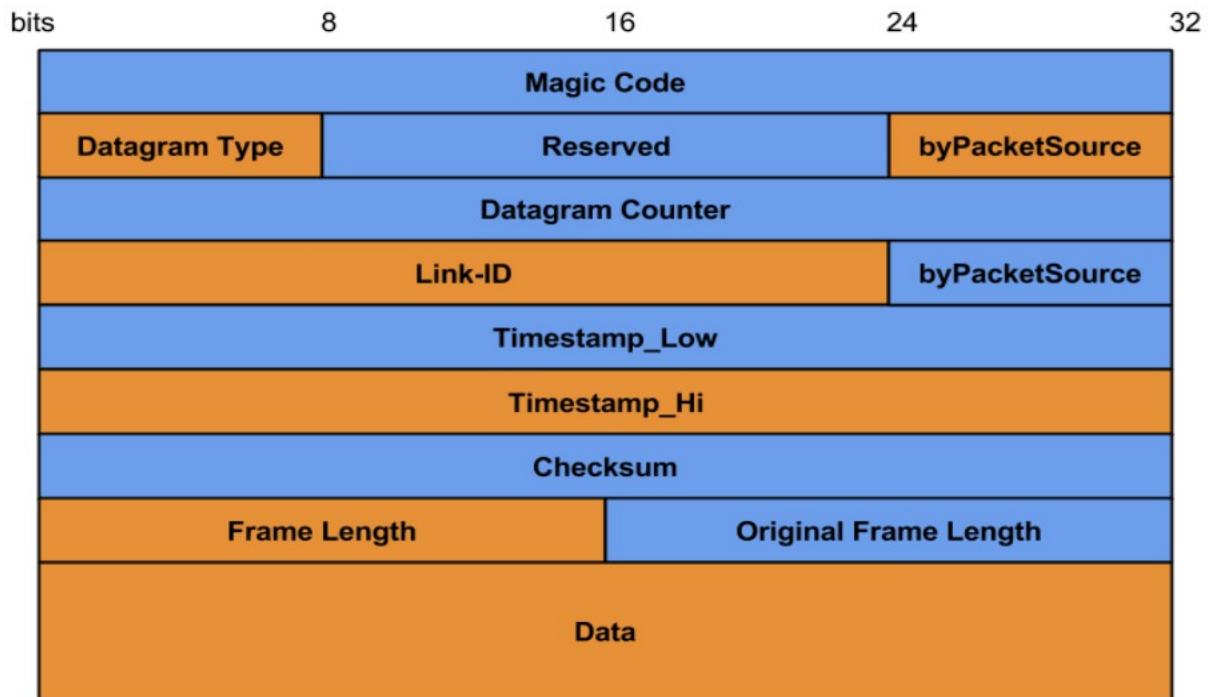 bits 8 16 24 32
Magic Code
Datagram Type Reserved byPacketSource
Datagram Counter
Link-ID byPacketSource
Timestamp_Low
Timestamp_Hi
Checksum
Frame Length Original Frame Length
Data